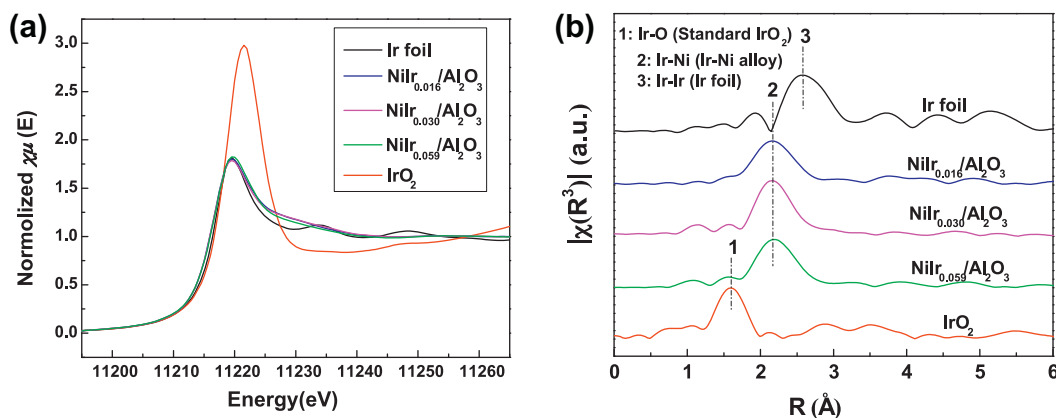 (a)
Normolized χμ (E)
3.0
2.5
2.0
1.5
1.0
0.5
0.0
Ir foil
NiIr0.016/Al2O3
NiIr0.030/Al2O3
NiIr0.059/Al2O3
IrO2
11200 11210 11220 11230 11240 11250 11260
Energy(eV)
(b)
|χ(R³)| (a.u.)
1: Ir-O (Standard IrO2)
2: Ir-Ni (Ir-Ni alloy)
3: Ir-Ir (Ir foil)
3
Ir foil
2
NiIr0.016/Al2O3
NiIr0.030/Al2O3
NiIr0.059/Al2O3
1
IrO2
0 1 2 3 4 5 6
R (Å)